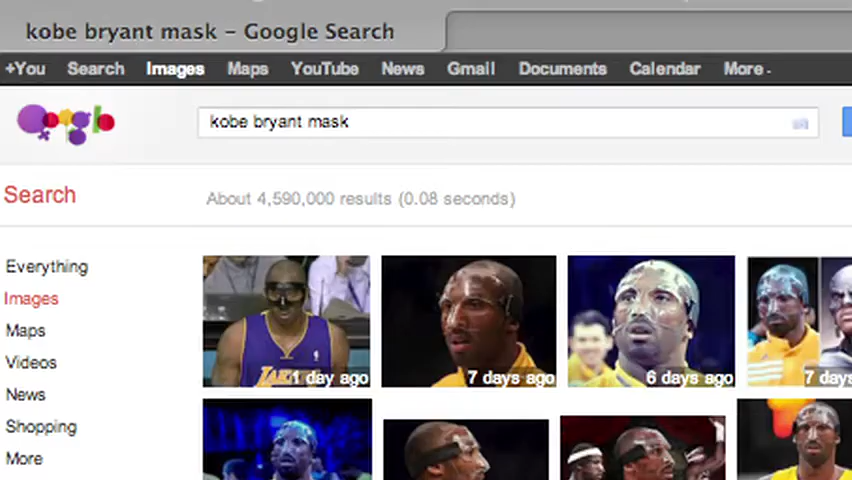 kobe bryant mask - Google Search
+You Search Images Maps YouTube News Gmail Documents Calendar More
kobe bryant mask
Search
About 4,590,000 results (0.08 seconds)
Everything
Images
Maps
Videos
News
Shopping
More
1 day ago
7 days ago
6 days ago
7 days